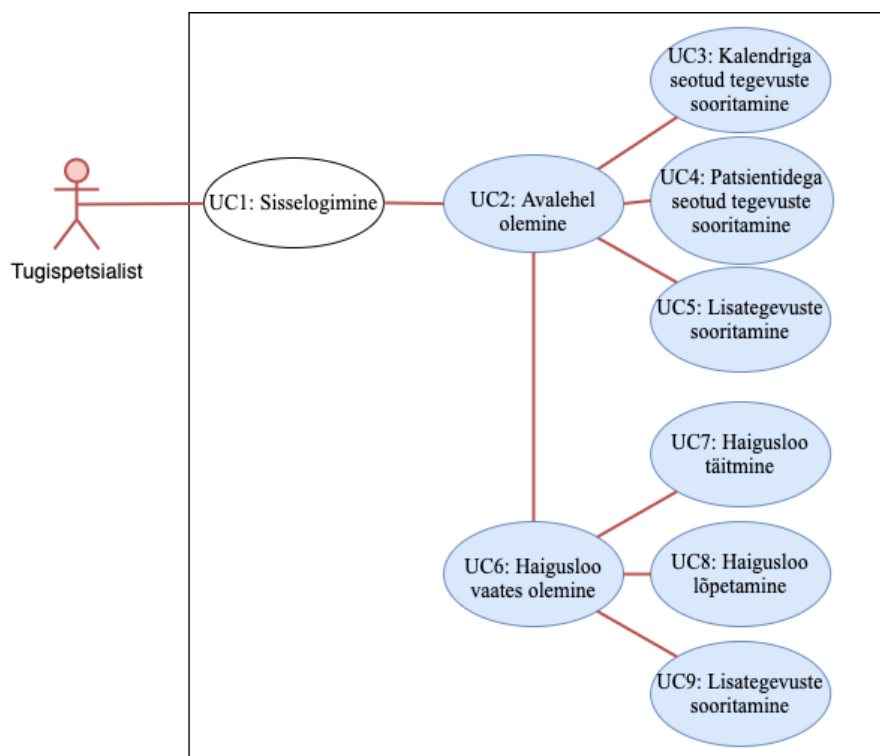 UC3: Kalendriga
seotud tegevuste
sooritamine
UC1: Sisselogimine
UC2: Avalehel
olemine
UC4: Patsientidega
seotud tegevuste
sooritamine
Tugispetsialist
UC5: Lisategevuste
sooritamine
UC7: Haigusloo
täitmine
UC6: Haigusloo
vaates olemine
UC8: Haigusloo
lõpetamine
UC9: Lisategevuste
sooritamine